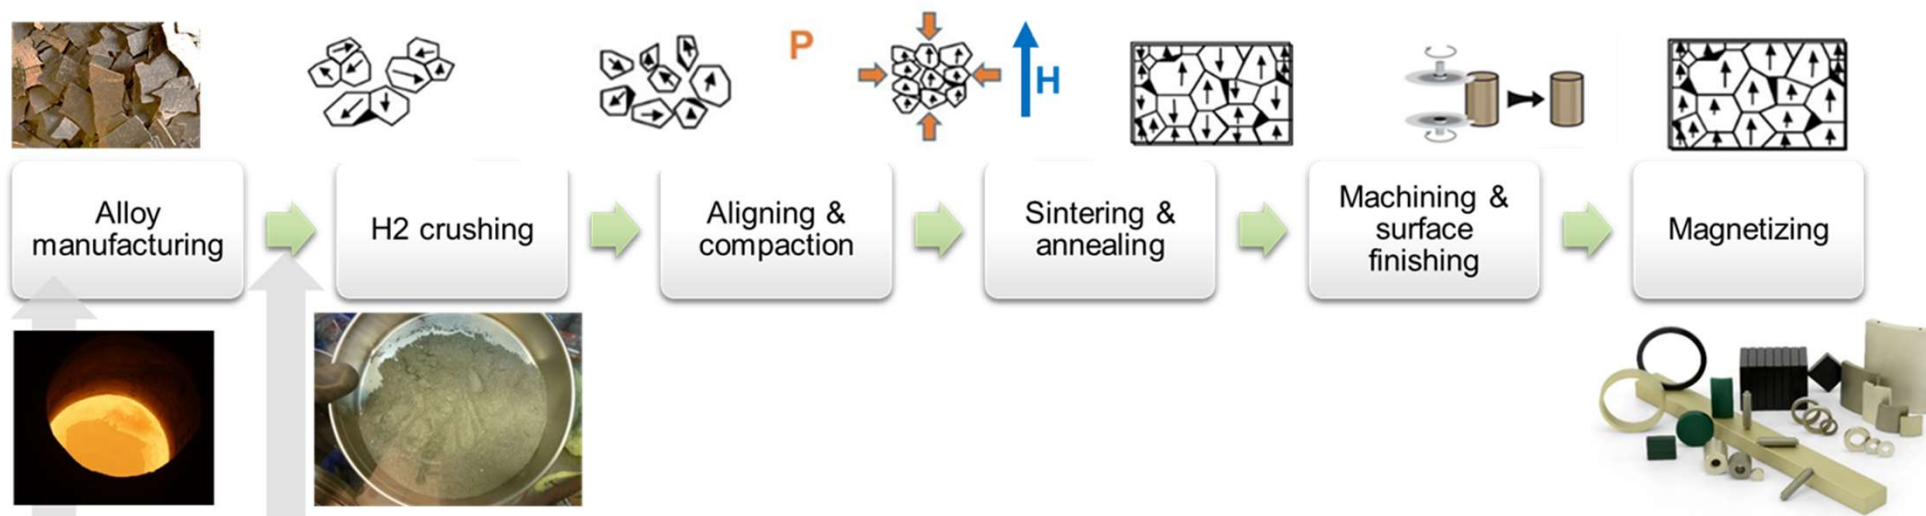 P
H
Alloy
manufacturing
H2 crushing
Aligning &
compaction
Sintering &
annealing
Machining &
surface
finishing
Magnetizing